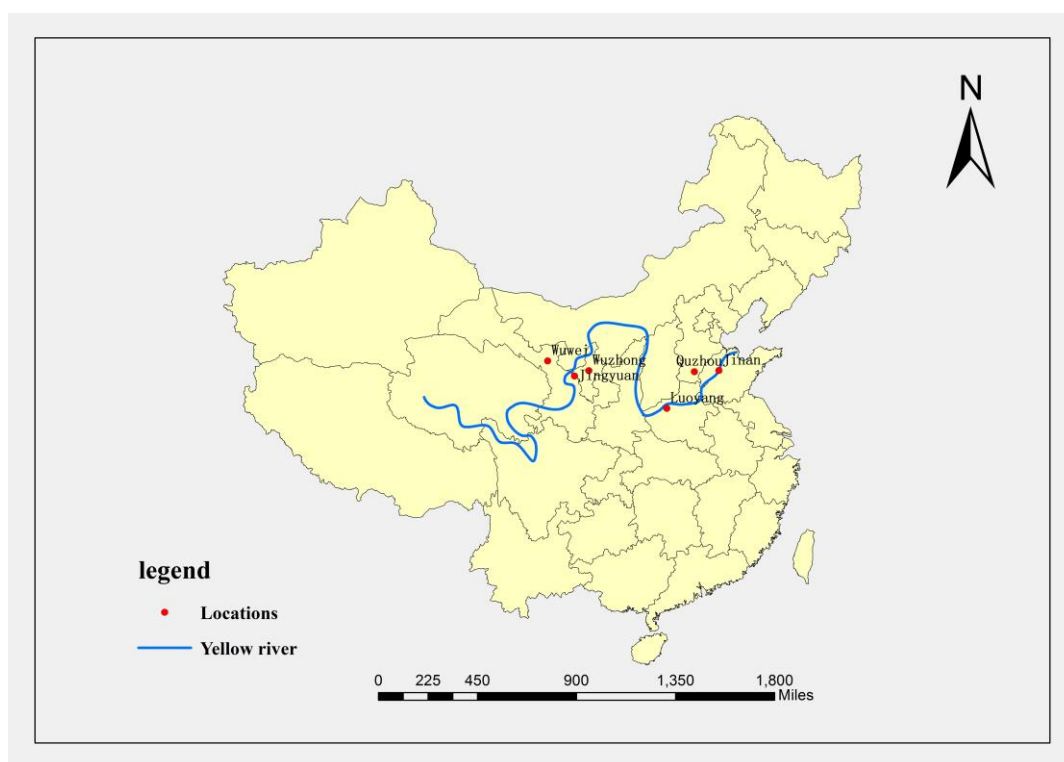 N
Wuwei
Wuzhong
Jingyuan
Quzhou
Jinan
Luoyang
legend
Locations
Yellow river
0 225 450 900 1,350 1,800
Miles